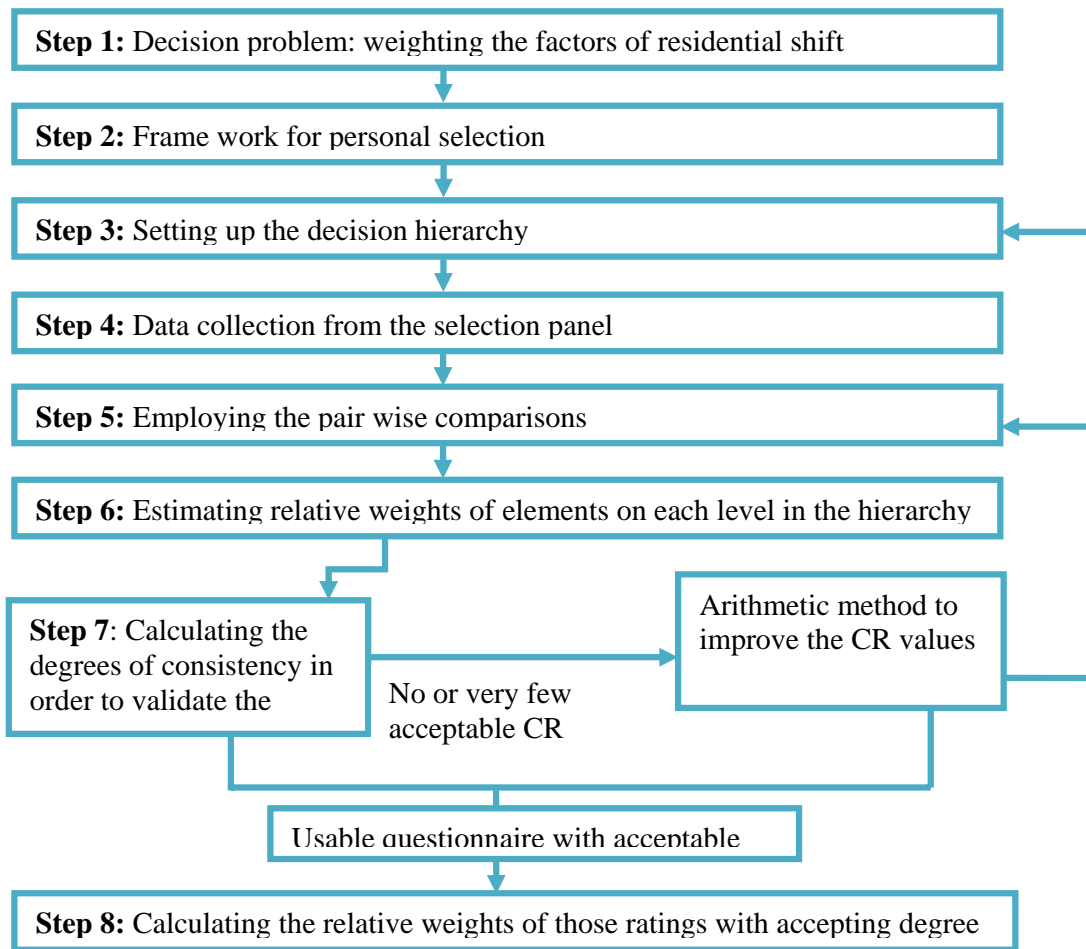 Step 1: Decision problem: weighting the factors of residential shift
Step 2: Frame work for personal selection
Step 3: Setting up the decision hierarchy
Step 4: Data collection from the selection panel
Step 5: Employing the pair wise comparisons
Step 6: Estimating relative weights of elements on each level in the hierarchy
Step 7: Calculating the
degrees of consistency in
order to validate the
No or very few
acceptable CR
Arithmetic method to
improve the CR values
Usable questionnaire with acceptable
Step 8: Calculating the relative weights of those ratings with accepting degree